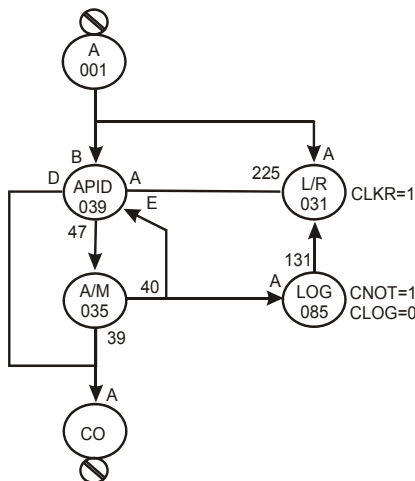 A
001
A
B
D
APID
039
A
225
L/R
031
CLKR=1
E
47
131
A/M
035
40
A
LOG
085
CNOT=1
CLOG=0
39
A
CO